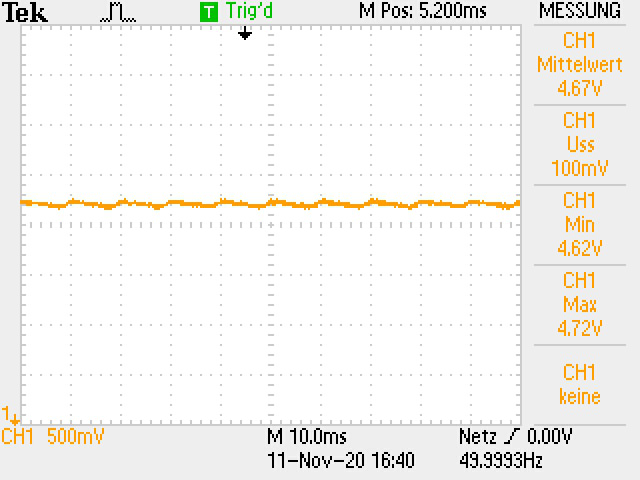 Tek T Trig'd M Pos: 5.200ms MESSUNG
CH1
Mittelwert
4.67V
CH1
Uss
100mV
CH1
Min
4.62V
CH1
Max
4.72V
CH1
keine
1
CH1 500mV M 10.0ms Netz 0.00V
11-Nov-20 16:40 49.9993Hz